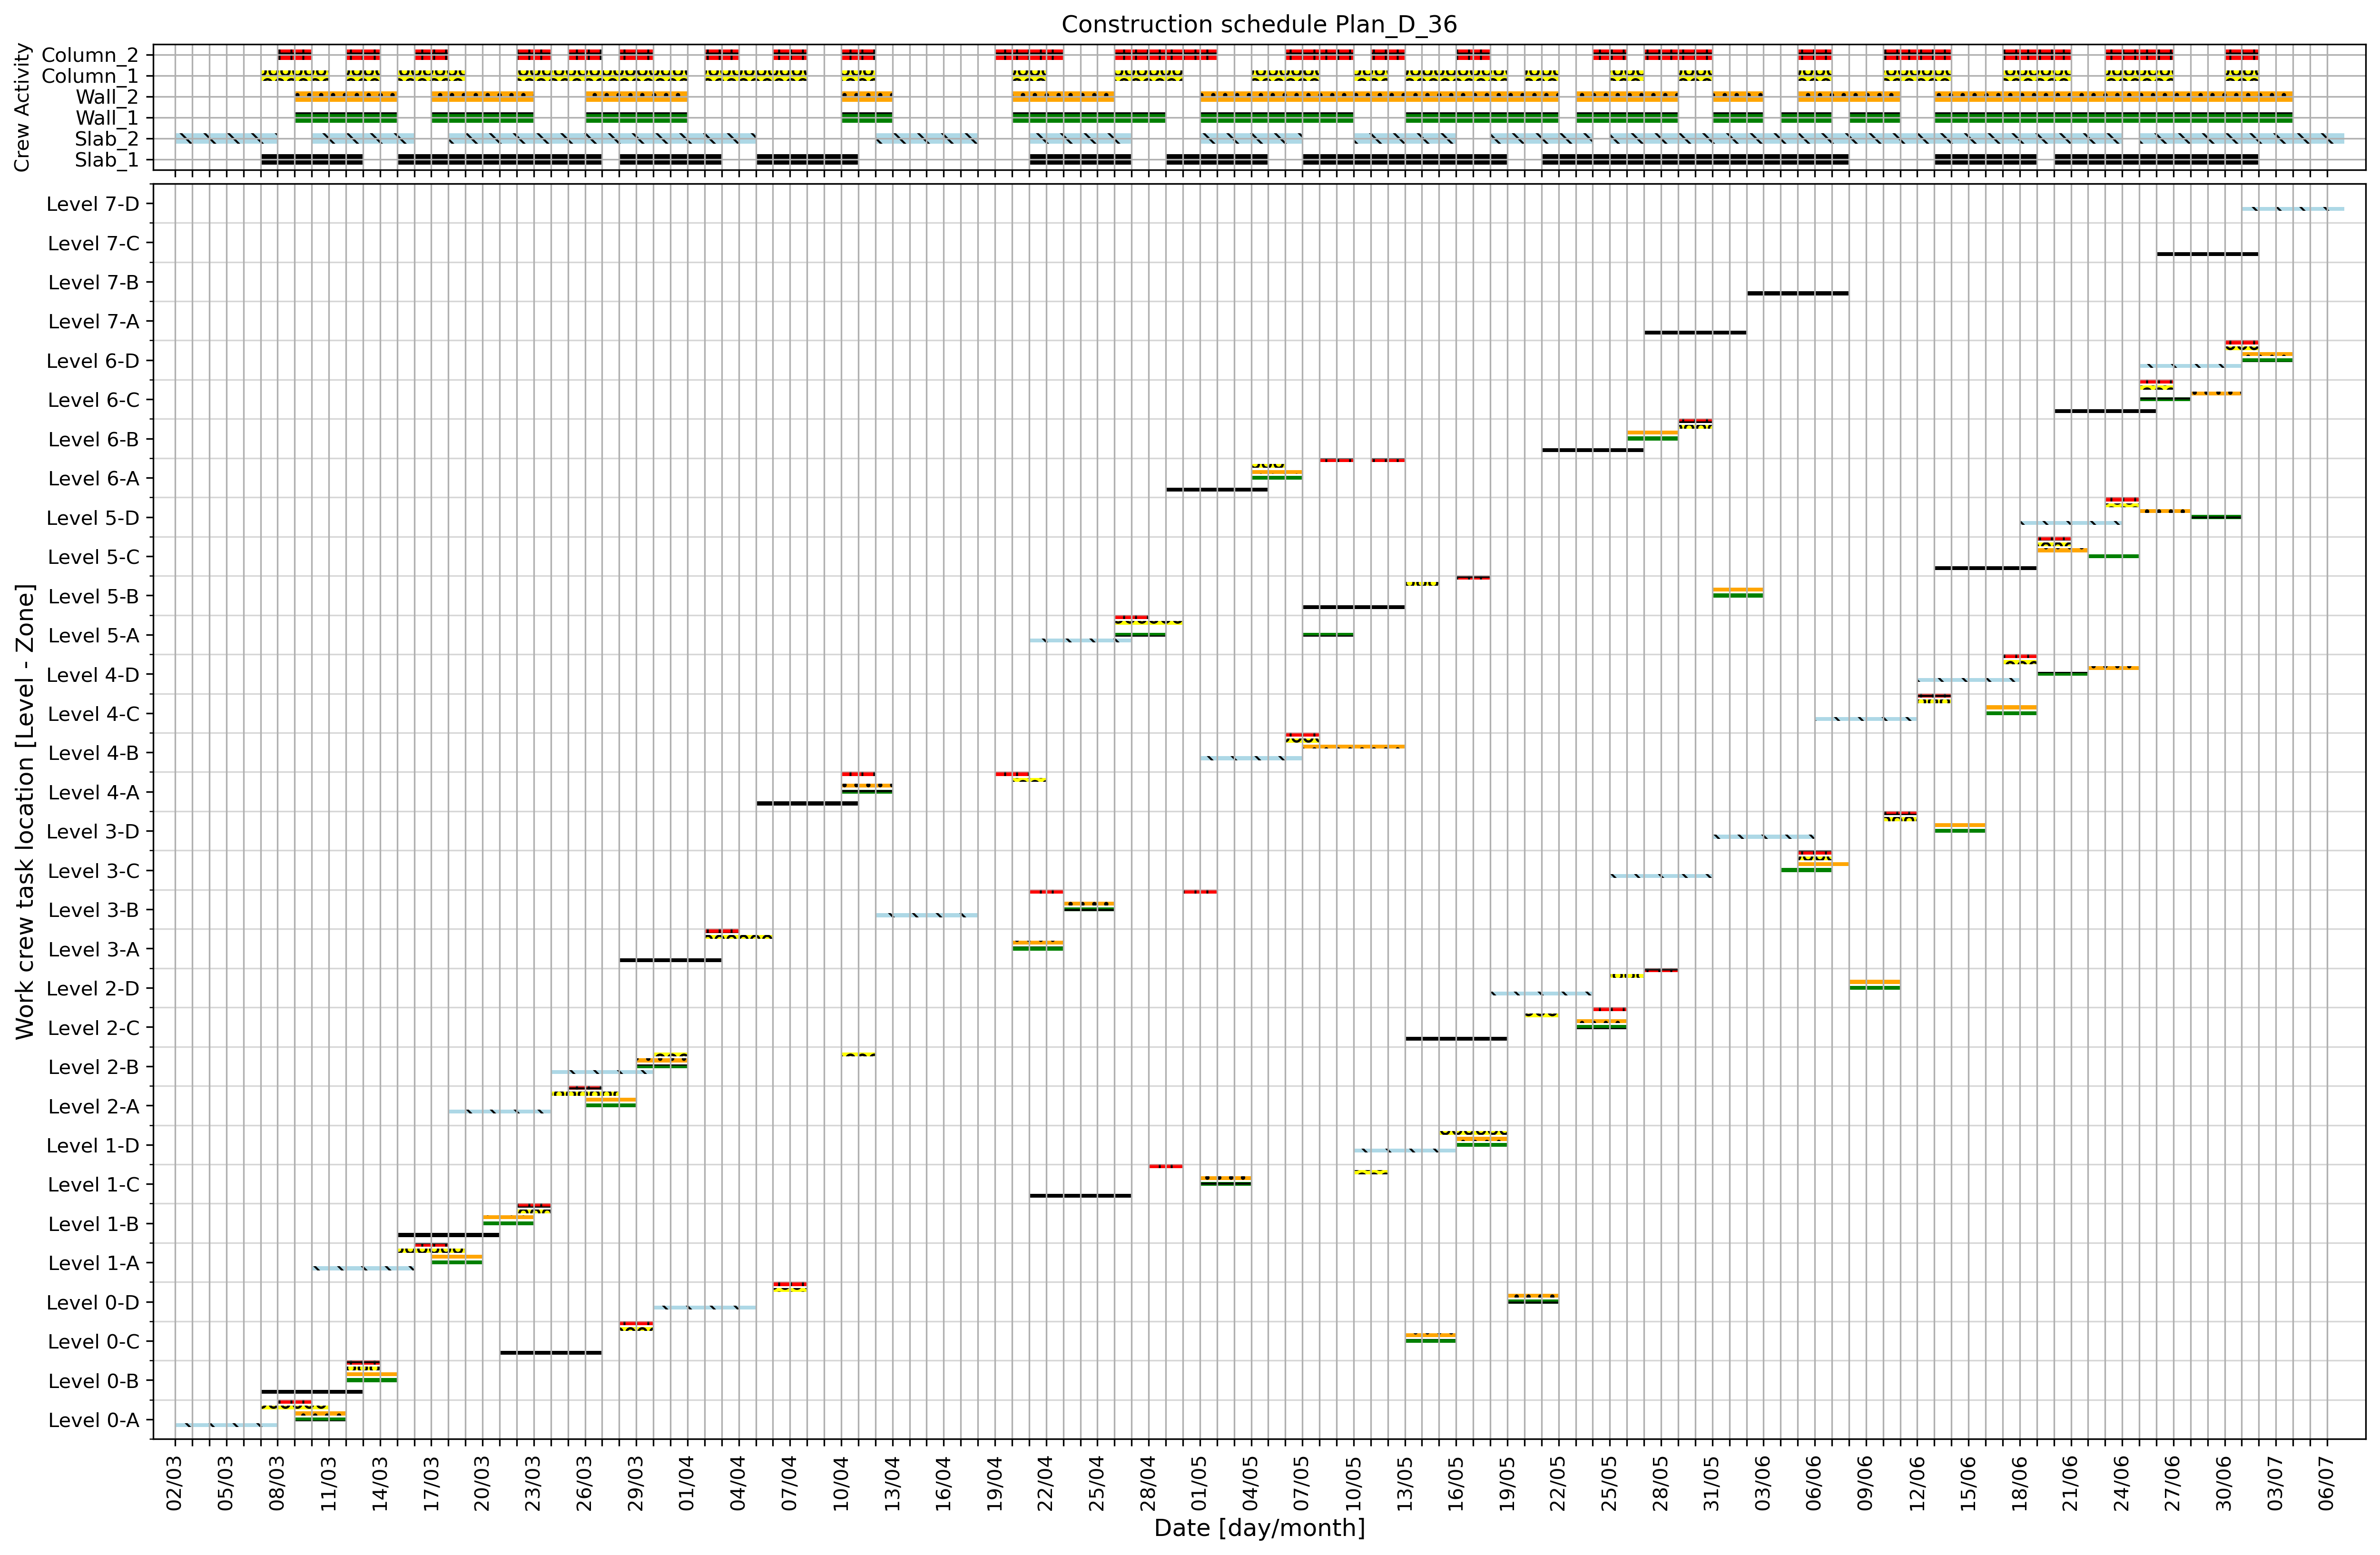 Construction schedule Plan_D_36
Crew Activity
Column_2
Column_1
Wall_2
Wall_1
Slab_2
Slab_1
Work crew task location [Level - Zone]
Level 7-D
Level 7-C
Level 7-B
Level 7-A
Level 6-D
Level 6-C
Level 6-B
Level 6-A
Level 5-D
Level 5-C
Level 5-B
Level 5-A
Level 4-D
Level 4-C
Level 4-B
Level 4-A
Level 3-D
Level 3-C
Level 3-B
Level 3-A
Level 2-D
Level 2-C
Level 2-B
Level 2-A
Level 1-D
Level 1-C
Level 1-B
Level 1-A
Level 0-D
Level 0-C
Level 0-B
Level 0-A
02/03
05/03
08/03
11/03
14/03
17/03
20/03
23/03
26/03
29/03
01/04
04/04
07/04
10/04
13/04
16/04
19/04
22/04
25/04
28/04
01/05
04/05
07/05
10/05
13/05
16/05
19/05
22/05
25/05
28/05
31/05
03/06
06/06
09/06
12/06
15/06
18/06
21/06
24/06
27/06
30/06
03/07
06/07
Date [day/month]